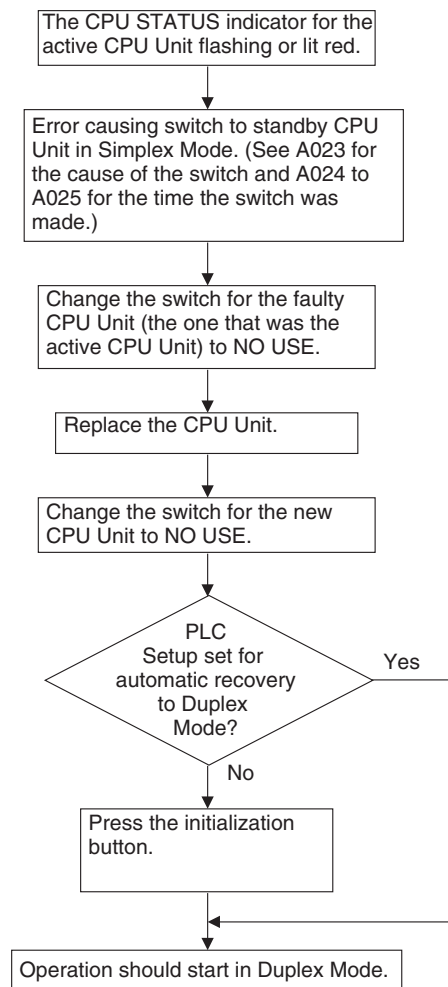 The CPU STATUS indicator for the
active CPU Unit flashing or lit red.
Error causing switch to standby CPU
Unit in Simplex Mode. (See A023 for
the cause of the switch and A024 to
A025 for the time the switch was
made.)
Change the switch for the faulty
CPU Unit (the one that was the
active CPU Unit) to NO USE.
Replace the CPU Unit.
Change the switch for the new
CPU Unit to NO USE.
PLC
Setup set for
automatic recovery
to Duplex
Mode?
Yes
No
Press the initialization
button.
Operation should start in Duplex Mode.